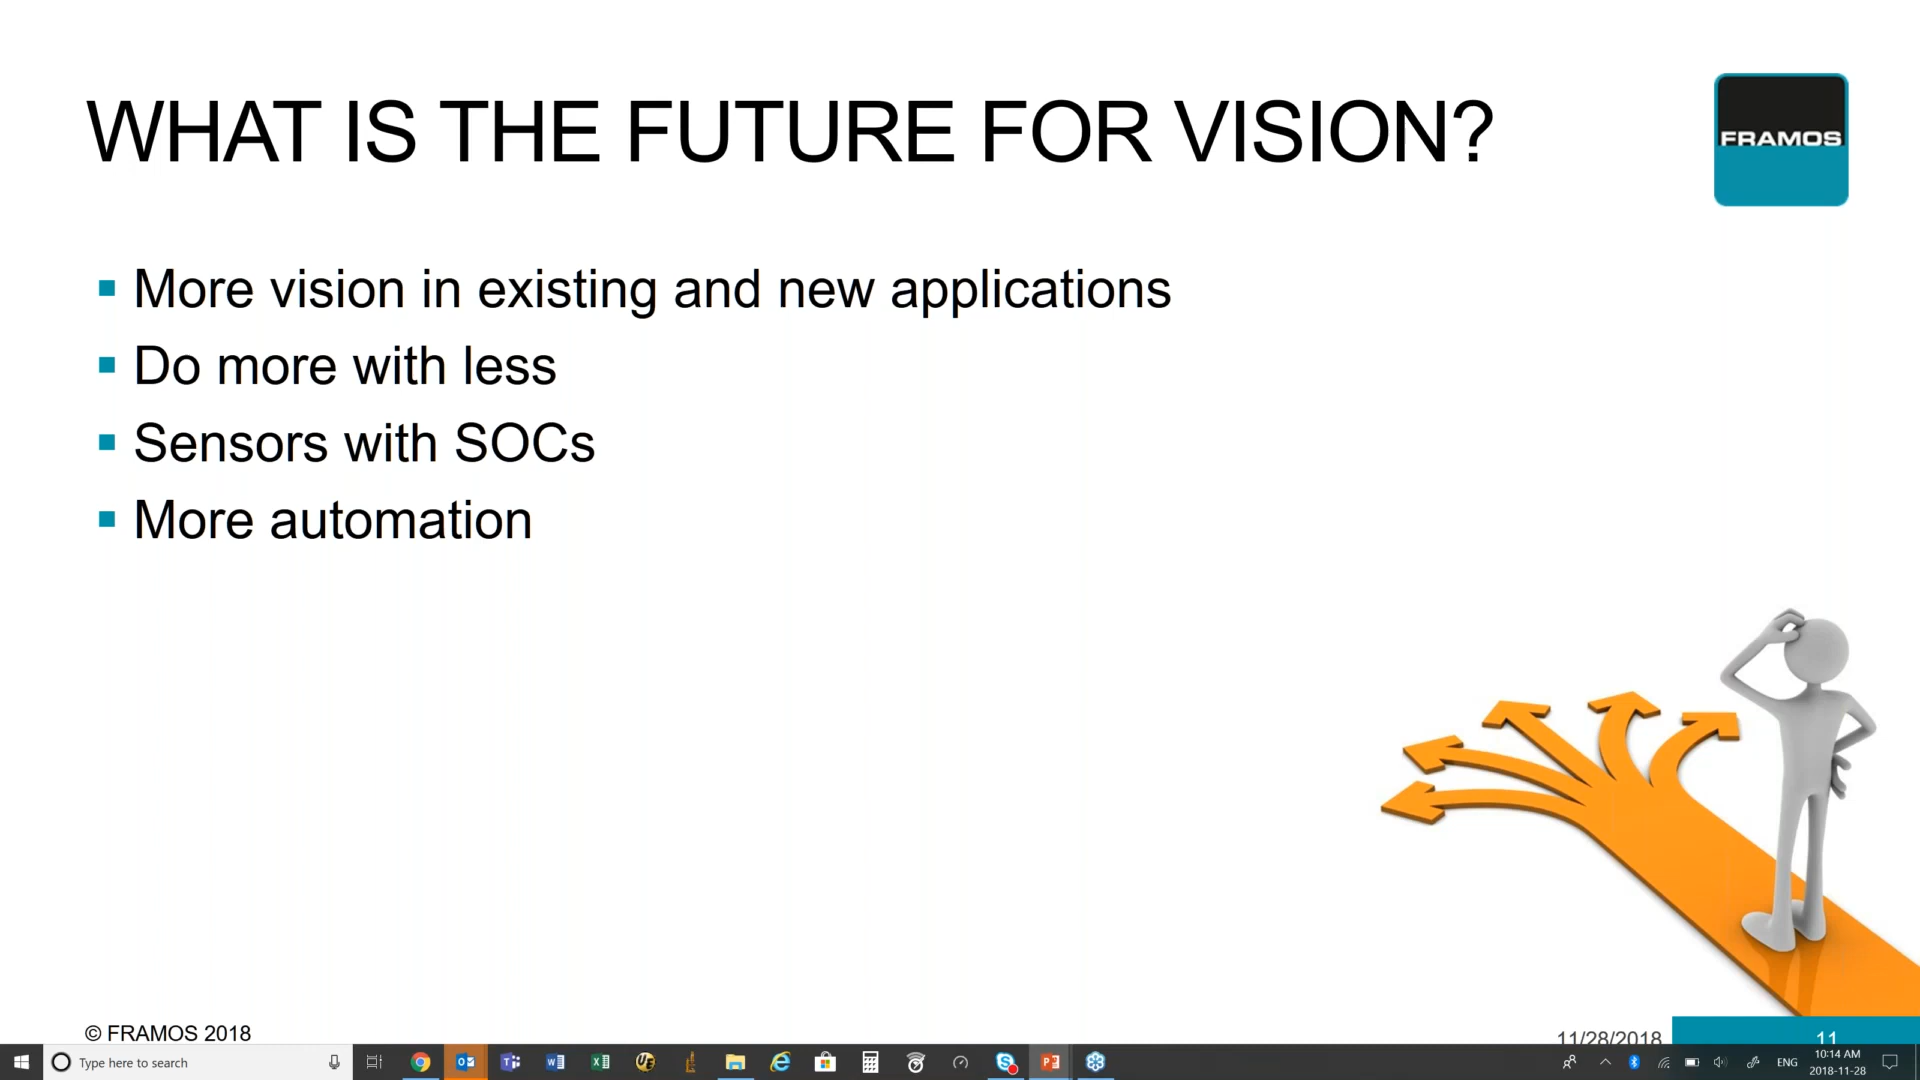 WHAT IS THE FUTURE FOR VISION?
FRAMOS
More vision in existing and new applications
Do more with less
Sensors with SOCs
More automation
© FRAMOS 2018
11/28/2018
11
Type here to search
ENG
10:14 AM
2018-11-28